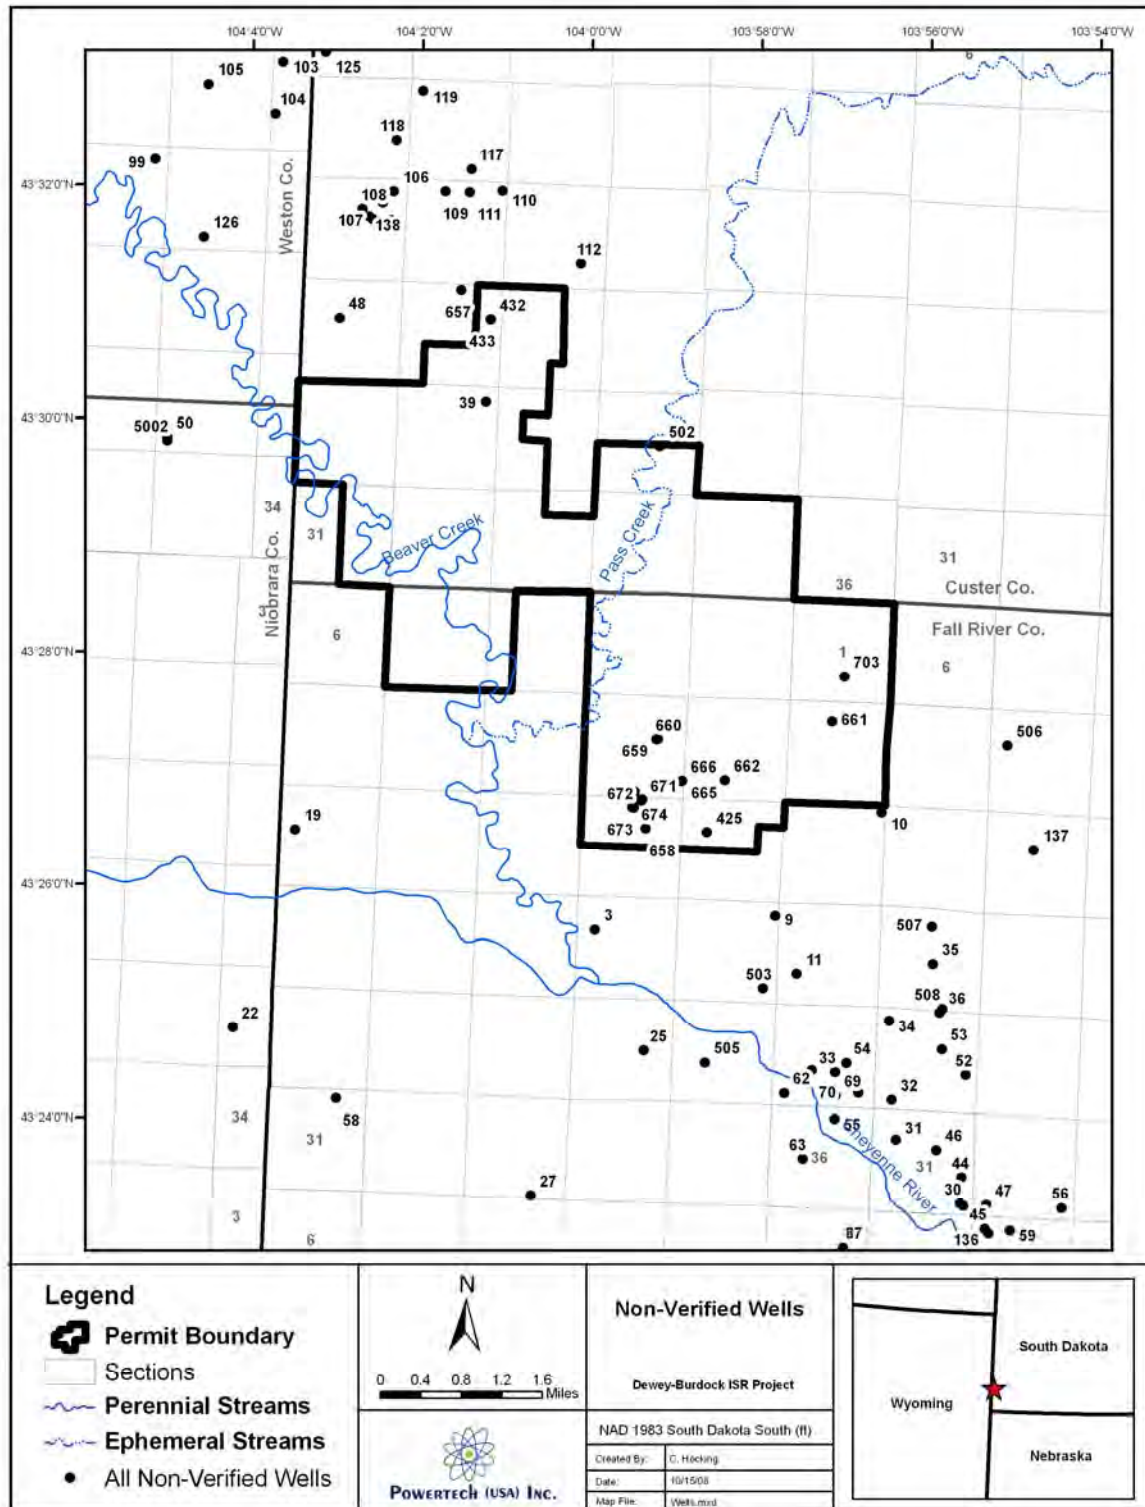 104°4'0"W 104°2'0"W 104°0'0"W 103°58'0"W 103°56'0"W 103°54'0"W
6
105
103
125
104
119
118
99
117
Weston Co.
43°32'0"N
106
108
110
107
138
109
111
126
112
48
657
432
433
39
43°30'0"N
5002
50
502
34
31
Beaver Creek
Pass Creek
Niobrara Co.
31
36
Custer Co.
Fall River Co.
6
1
6
43°28'0"N
703
661
506
660
659
666
662
672
671
665
674
673
425
658
19
10
137
43°26'0"N
3
9
507
35
11
503
508
36
22
34
53
25
505
54
52
33
62
69
70
32
43°24'0"N
34
58
31
55
31
46
Cheyenne River
63
36
31
44
27
30
47
56
45
3
6
87
136
59
Legend
Permit Boundary
Sections
Perennial Streams
Ephemeral Streams
All Non-Verified Wells
N
0 0.4 0.8 1.2 1.6
Miles
POWERTECH (USA) INC.
Non-Verified Wells
Dewey-Burdock ISR Project
NAD 1983 South Dakota South (ft)
Created By: C. Hocking
Date: 10/15/08
Map File: Wells.mxd
South Dakota
Wyoming
Nebraska